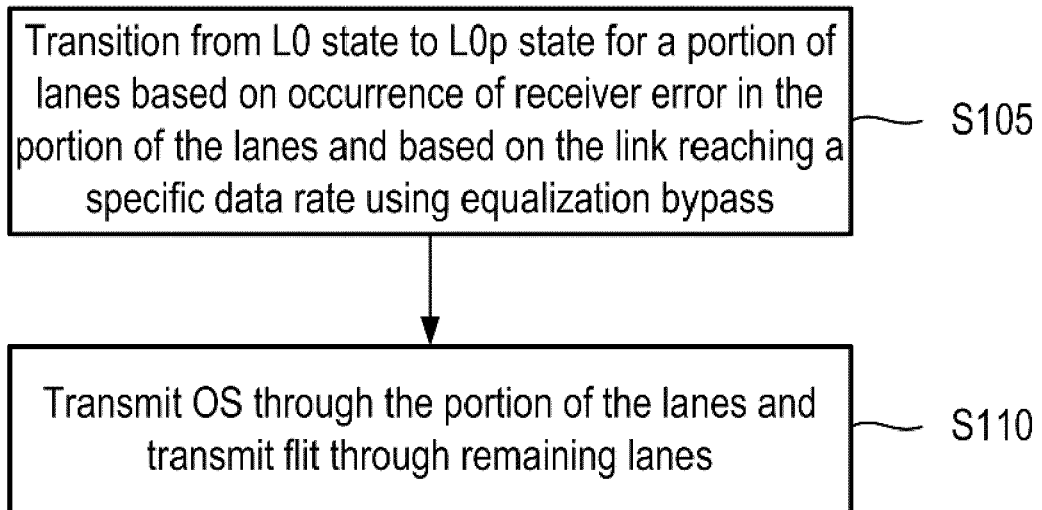 Transition from L0 state to L0p state for a portion of
lanes based on occurrence of receiver error in the
portion of the lanes and based on the link reaching a
specific data rate using equalization bypass
S105
Transmit OS through the portion of the lanes and
transmit flit through remaining lanes
S110